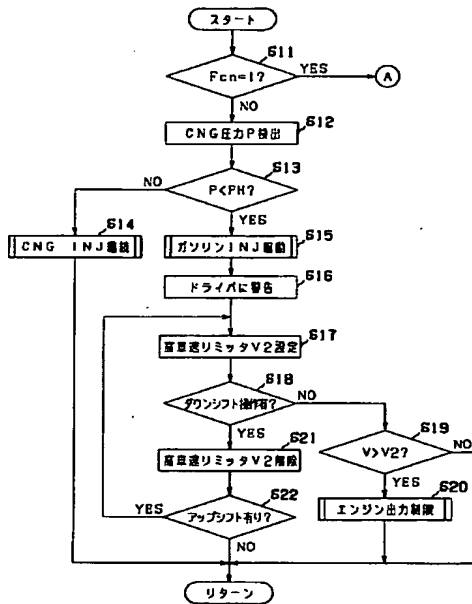 スタート
S11
Fcn=1?
YES
A
NO
S12
CNG圧力P検出
S13
NO
P<PH?
S14
YES
CNG INJ駆動
S15
ガソリンINJ駆動
S16
ドライバに警告
S17
高車速リミッタV2設定
S18
ダウンシフト操作有?
NO
YES
S21
S19
高車速リミッタV2解除
V>V2?
NO
S22
YES
S20
YES
アップシフト有り?
エンジン出力制限
NO
リターン